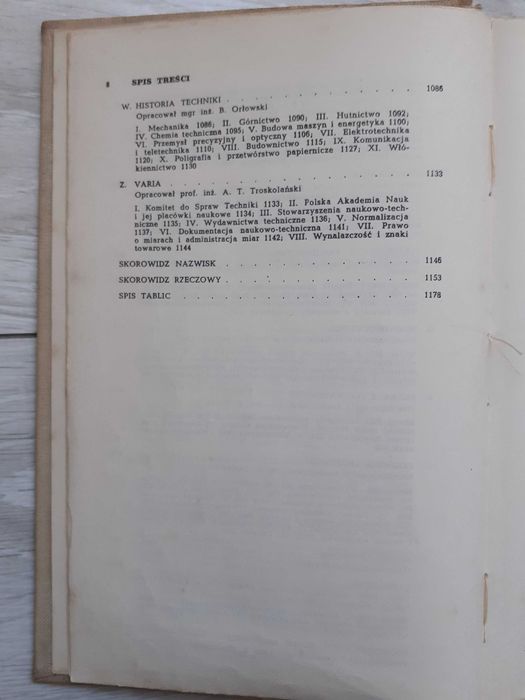 8 SPIS TREŚCI
W. HISTORIA TECHNIKI . . . . . . . . . . . . . 1086
Opracował mgr inż. B. Orłowski
I. Mechanika 1086; II. Górnictwo 1090; III. Hutnictwo 1092;
IV. Chemia techniczna 1095; V. Budowa maszyn i energetyka 1100;
VI. Przemysł precyzyjny i optyczny 1106; VII. Elektrotechnika
i teletechnika 1110; VIII. Budownictwo 1115; IX. Komunikacja
1120; X. Poligrafia i przetwórstwo papiernicze 1127; XI. Włó-
kiennictwo 1130
Z. VARIA . . . . . . . . . . . . . . . . 1133
Opracował prof. inż. A. T. Troskolański
I. Komitet do Spraw Techniki 1133; II. Polska Akademia Nauk
i jej placówki naukowe 1134; III. Stowarzyszenia naukowo-tech-
niczne 1135; IV. Wydawnictwa techniczne 1136; V. Normalizacja
1137; VI. Dokumentacja naukowo-techniczna 1141; VII. Prawo
o miarach i administracja miar 1142; VIII. Wynalazczość i znaki
towarowe 1144
SKOROWIDZ NAZWISK . . . . . . . . . . . . . 1146
SKOROWIDZ RZECZOWY . . . . . . . . . . . . . 1153
SPIS TABLIC . . . . . . . . . . . . . . . 1178